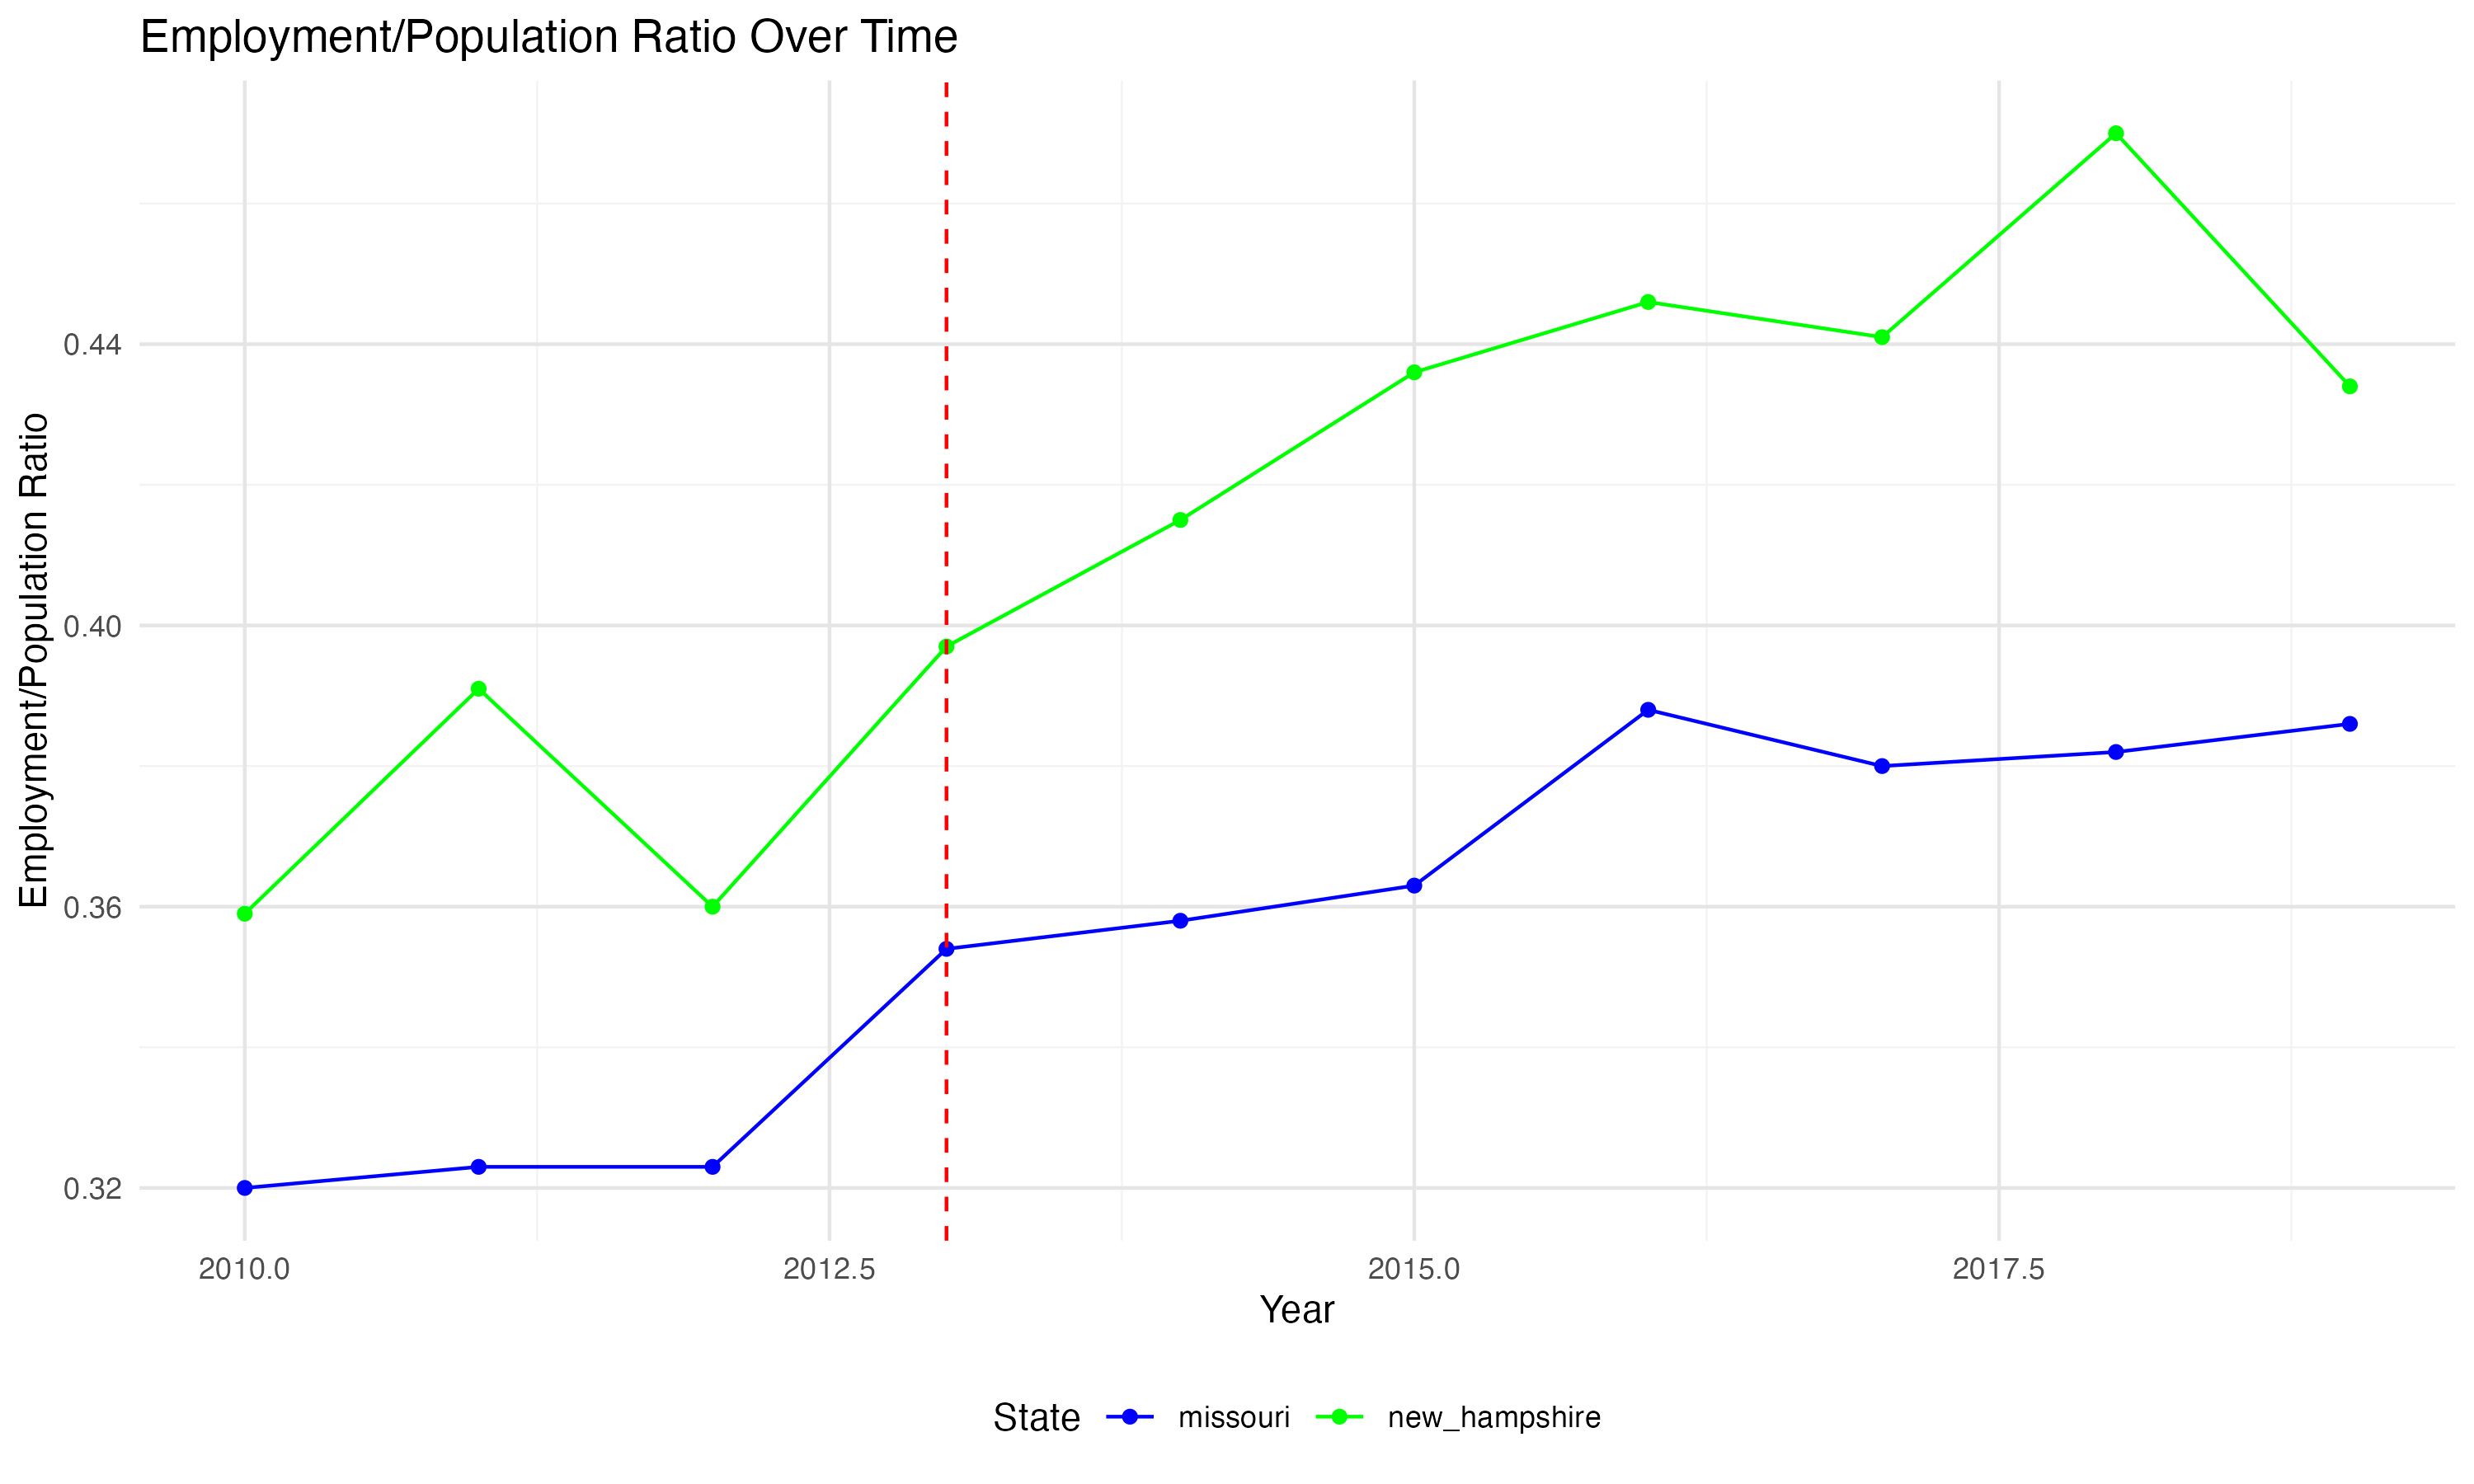 Employment/Population Ratio Over Time
Employment/Population Ratio
0.44
0.40
0.36
0.32
2010.0 2012.5 2015.0 2017.5
Year
State missouri new_hampshire